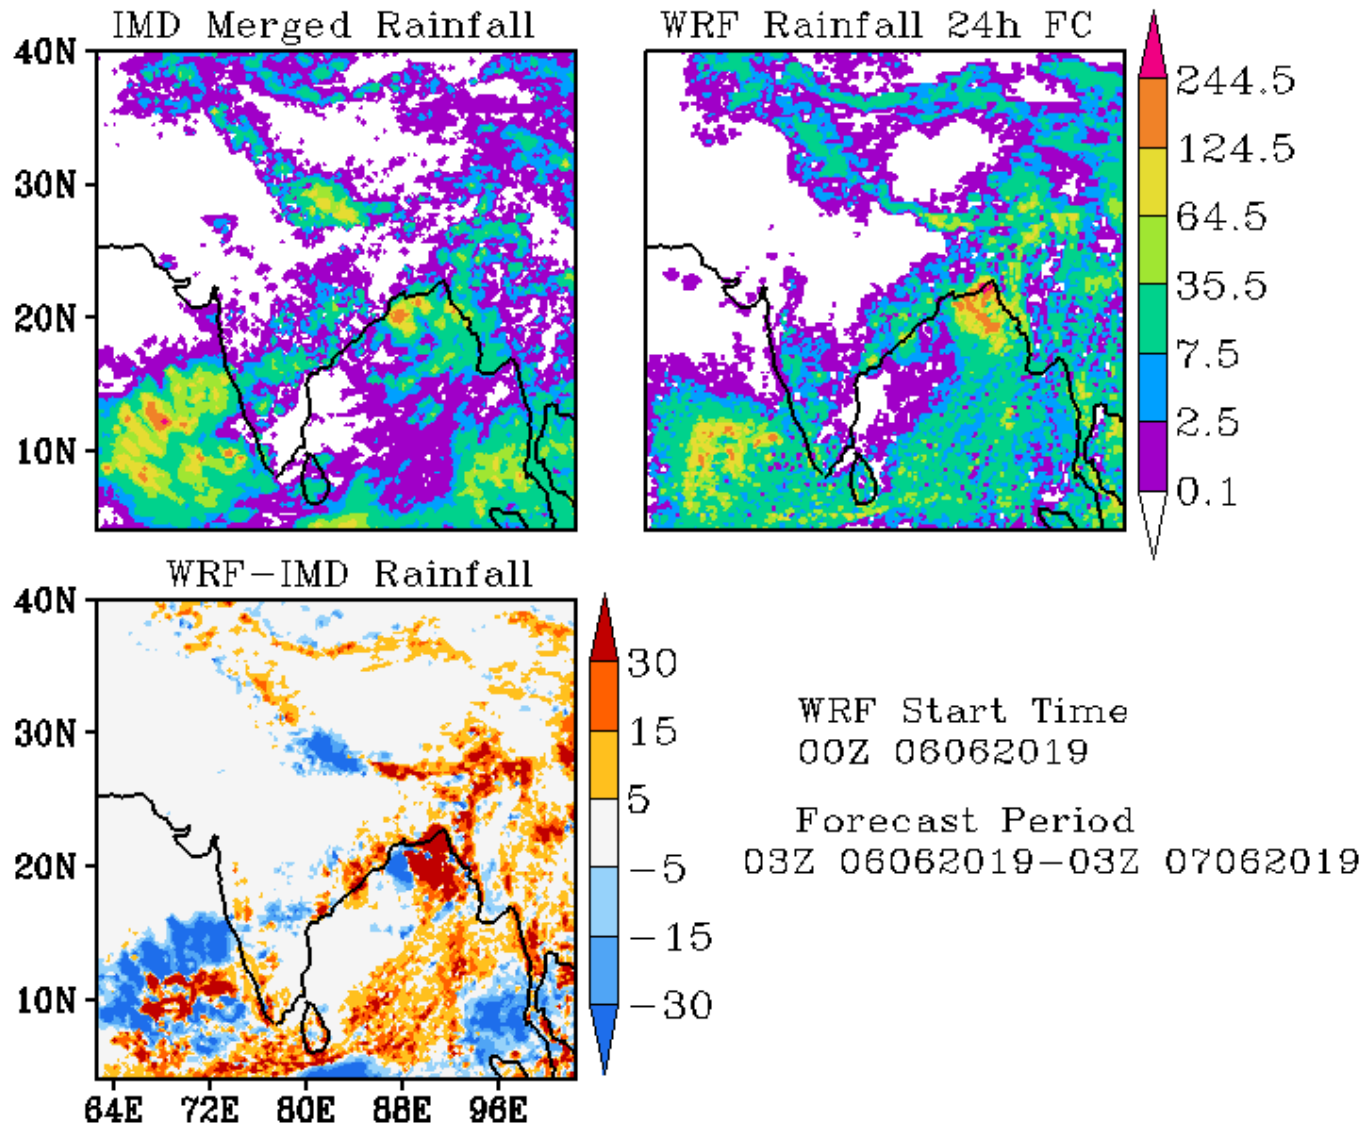 IMD Merged Rainfall
WRF Rainfall 24h FC
40N
30N
20N
10N
244.5
124.5
64.5
35.5
7.5
2.5
0.1
WRF-IMD Rainfall
40N
30N
20N
10N
64E 72E 80E 88E 96E
30
15
5
-5
-15
-30
WRF Start Time
00Z 06062019
Forecast Period
03Z 06062019-03Z 07062019